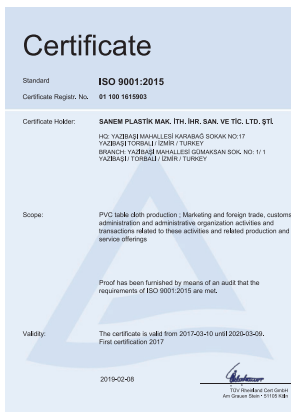 Certificate
Standard ISO 9001:2015
Certificate Registr. No. 01 100 1615903
Certificate Holder: SANEM PLASTİK MAK. İTH. İHR. SAN. VE TİC. LTD. ŞTİ.
HQ: YAZIBAŞI MAHALLESİ KARABAĞ SOKAK NO:17
YAZIBAŞI TORBALI / İZMİR / TURKEY
BRANCH: YAZIBAŞI MAHALLESİ GÜMAKSAN SOK. NO: 1/ 1
YAZIBAŞI / TORBALI / İZMİR / TURKEY
Scope: PVC table cloth production ; Marketing and foreign trade, customs
administration and administrative organization activities and
transactions related to these activities and related production and
service offerings
Proof has been furnished by means of an audit that the
requirements of ISO 9001:2015 are met.
Validity: The certificate is valid from 2017-03-10 until 2020-03-09.
First certification 2017
2019-02-08
TÜV Rheinland Cert GmbH
Am Grauen Stein · 51105 Köln